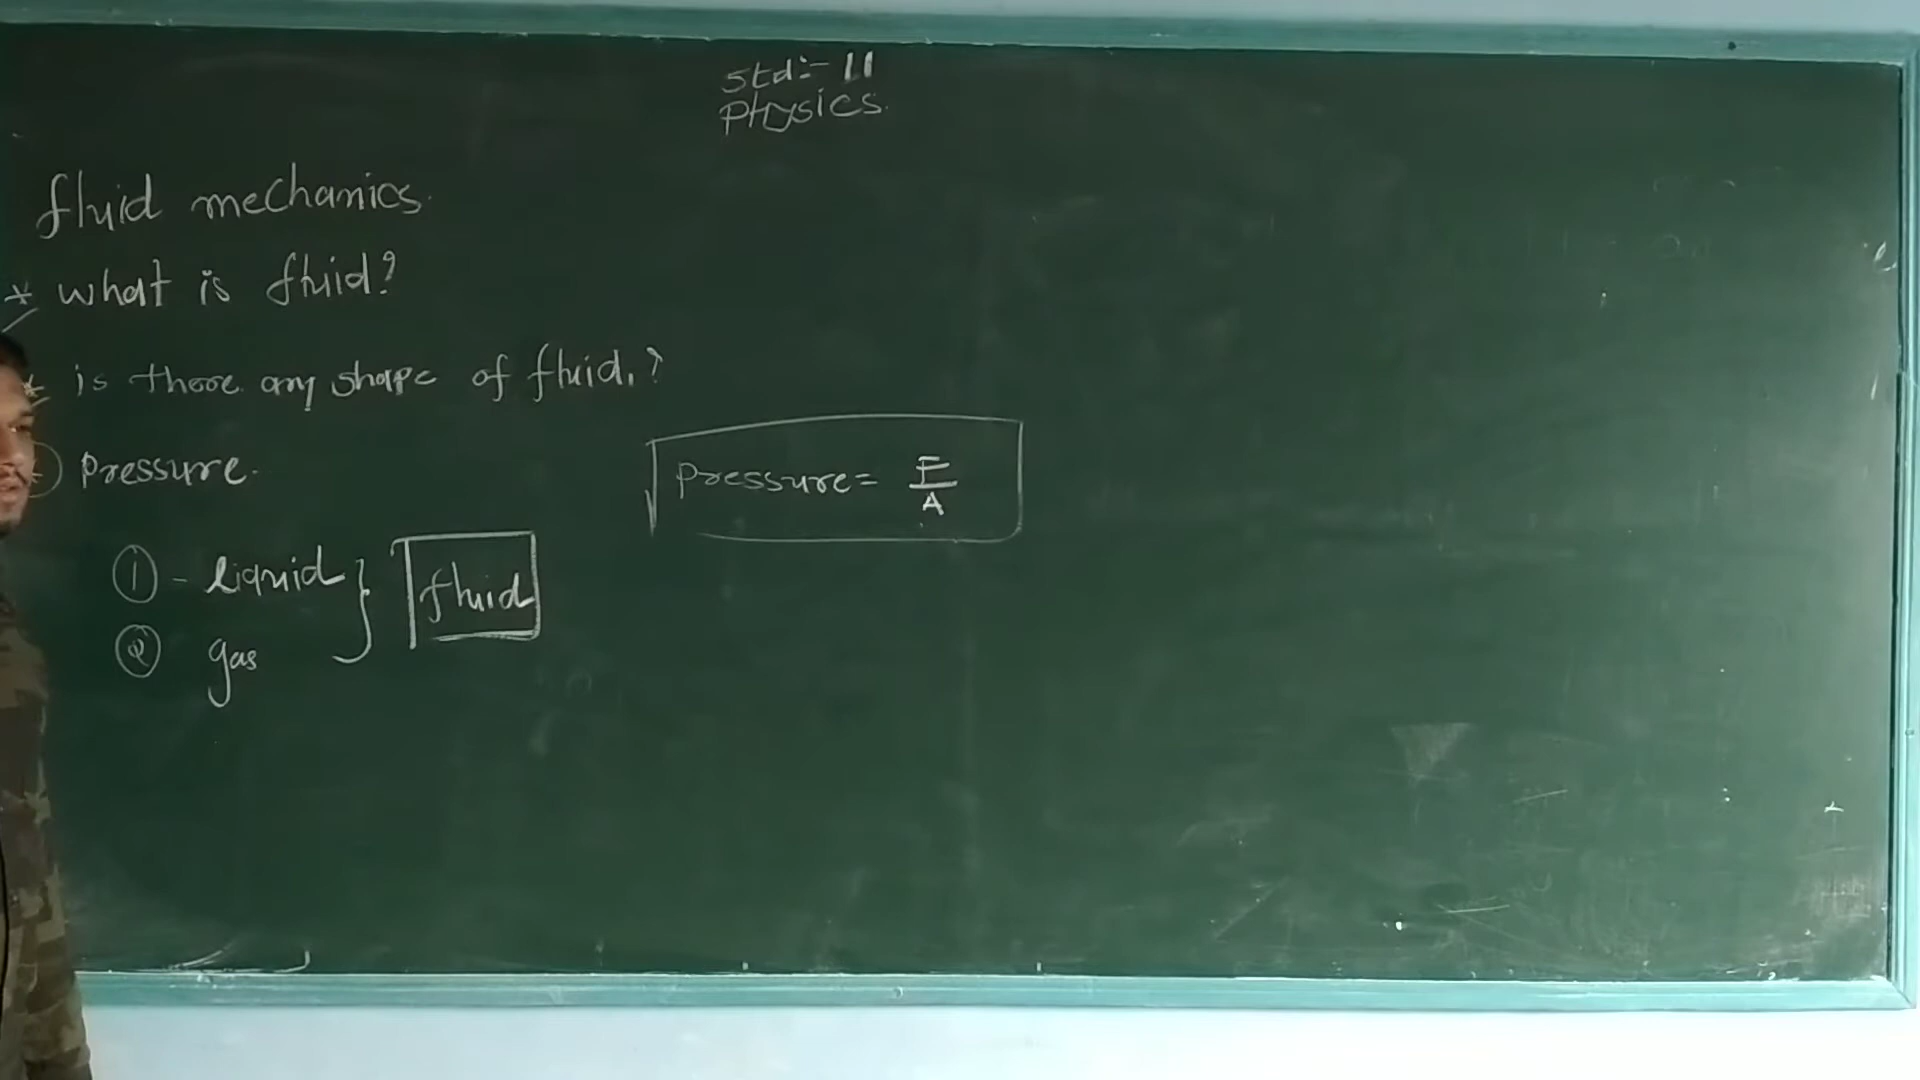 Std:- 11
Physics.
fluid mechanics.
* what is fluid?
* is there any shape of fluid.?
* Pressure.
Pressure = F/A
① - liquid } fluid
② gas